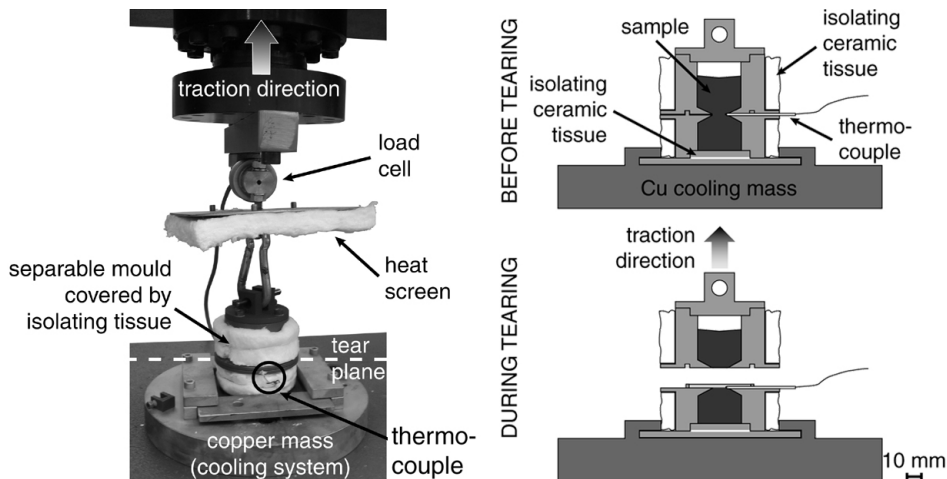 traction direction
load
cell
heat
screen
separable mould
covered by
isolating tissue
tear
plane
copper mass
(cooling system)
thermo-
couple
BEFORE TEARING
sample
isolating
ceramic
tissue
isolating
ceramic
tissue
thermo-
couple
Cu cooling mass
DURING TEARING
traction
direction
10 mm